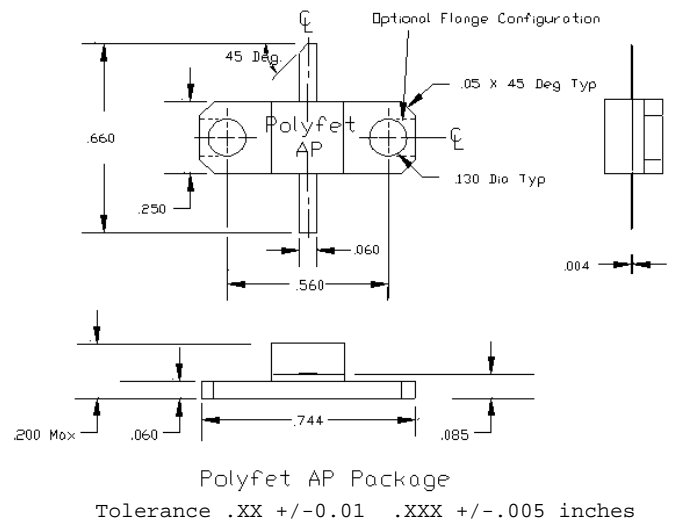 ℄
Optional Flange Configuration
45 Deg.
.05 X 45 Deg Typ
Polyfet
AP
℄
.660
.130 Dia Typ
.250
.060
.004
.560
.200 Max
.060
.744
.085
Polyfet AP Package
Tolerance .XX +/-0.01 .XXX +/-.005 inches